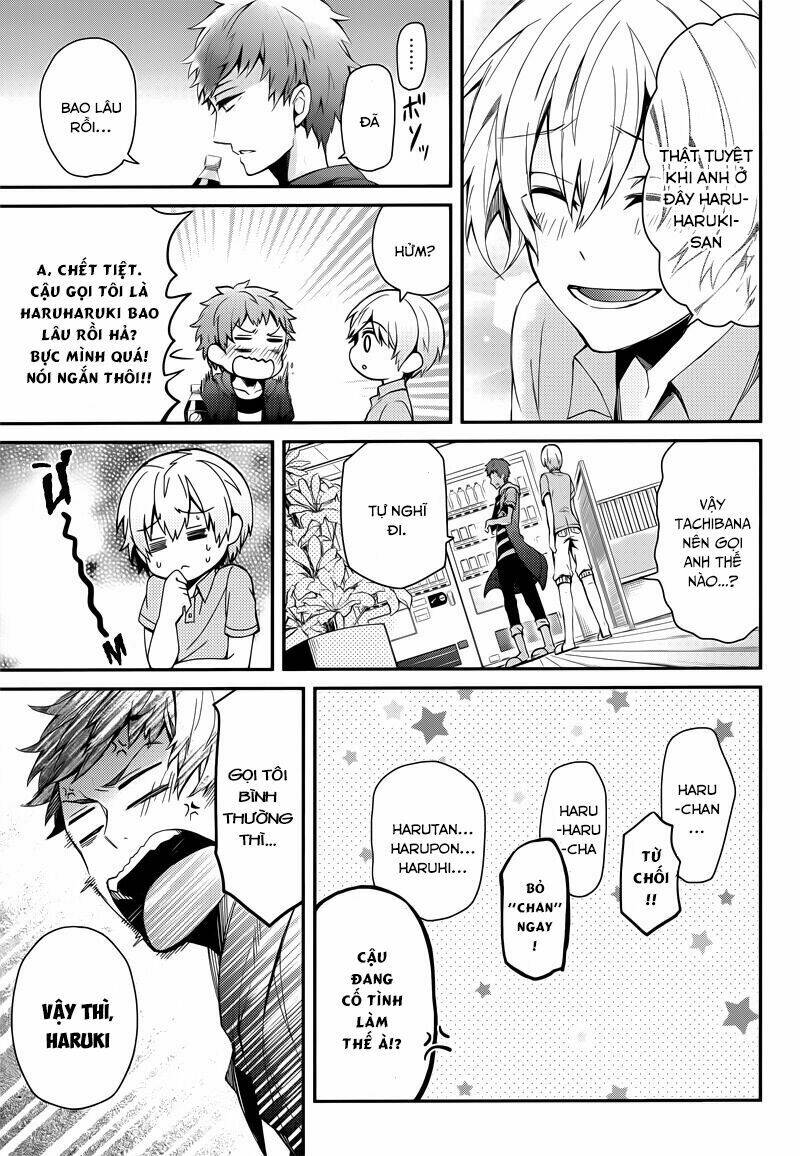 THẬT TUYỆT
KHI ANH Ở
ĐÂY HARU-
HARUKI-
SAN
……
ĐÃ
BAO LÂU
RỒI...
ボソッ
HỬM?
A, CHẾT TIỆT.
CẬU GỌI TÔI LÀ
HARUHARUKI BAO
LÂU RỒI HẢ?
BỰC MÌNH QUÁ!
NÓI NGẮN THÔI!!
VẬY
TACHIBANA
NÊN GỌI
ANH THẾ
NÀO...?
TỰ NGHĨ
ĐI.
Ừ
M
HARU
-CHAN
...
TỪ
CHỐI
!!
HARU
-HARU
-CHA
BỎ
"CHAN"
NGAY
!
HARUTAN...
HARUPON...
HARUHI...
CẬU
ĐANG
CỐ TÌNH
LÀM
THẾ À!?
GỌI TÔI
BÌNH
THƯỜNG
THÌ...
VẬY THÌ,
HARUKI